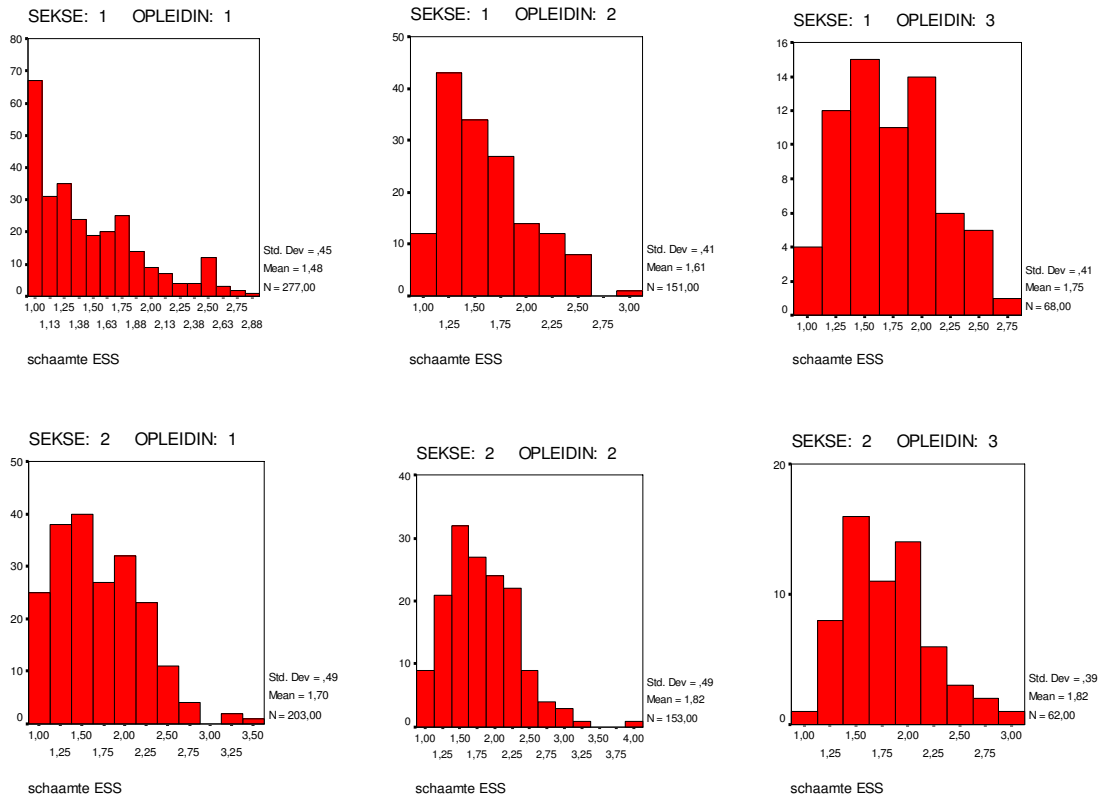 SEKSE: 1 OPLEIDIN: 1
80
70
60
50
40
30
20
10
0
1,00 1,25 1,50 1,75 2,00 2,25 2,50 2,75
1,13 1,38 1,63 1,88 2,13 2,38 2,63 2,88
schaamte ESS
Std. Dev = ,45
Mean = 1,48
N = 277,00
SEKSE: 1 OPLEIDIN: 2
50
40
30
20
10
0
1,00 1,50 2,00 2,50 3,00
1,25 1,75 2,25 2,75
schaamte ESS
Std. Dev = ,41
Mean = 1,61
N = 151,00
SEKSE: 1 OPLEIDIN: 3
16
14
12
10
8
6
4
2
0
1,00 1,25 1,50 1,75 2,00 2,25 2,50 2,75
schaamte ESS
Std. Dev = ,41
Mean = 1,75
N = 68,00
SEKSE: 2 OPLEIDIN: 1
50
40
30
20
10
0
1,00 1,50 2,00 2,50 3,00 3,50
1,25 1,75 2,25 2,75 3,25
schaamte ESS
Std. Dev = ,49
Mean = 1,70
N = 203,00
SEKSE: 2 OPLEIDIN: 2
40
30
20
10
0
1,00 1,50 2,00 2,50 3,00 3,50 4,00
1,25 1,75 2,25 2,75 3,25 3,75
schaamte ESS
Std. Dev = ,49
Mean = 1,82
N = 153,00
SEKSE: 2 OPLEIDIN: 3
20
10
0
1,00 1,50 2,00 2,50 3,00
1,25 1,75 2,25 2,75
schaamte ESS
Std. Dev = ,39
Mean = 1,82
N = 62,00